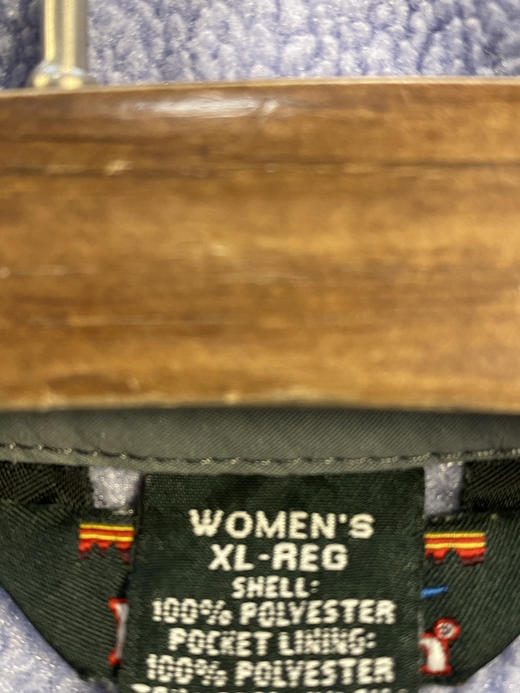 WOMEN'S
XL-REG
SHELL:
100% POLYESTER
POCKET LINING:
100% POLYESTER